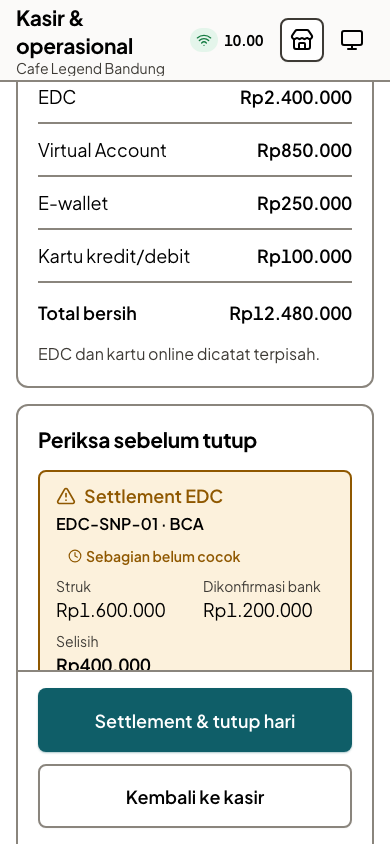 Kasir &
operasional
Cafe Legend Bandung
10.00
EDC Rp2.400.000
Virtual Account Rp850.000
E-wallet Rp250.000
Kartu kredit/debit Rp100.000
Total bersih Rp12.480.000
EDC dan kartu online dicatat terpisah.
Periksa sebelum tutup
Settlement EDC
EDC-SNP-01 · BCA
Sebagian belum cocok
Struk Dikonfirmasi bank
Rp1.600.000 Rp1.200.000
Selisih
Rp400.000
Settlement & tutup hari
Kembali ke kasir